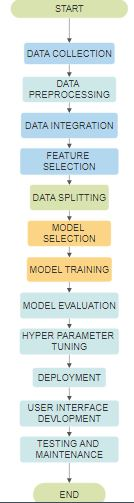 START
DATA COLLECTION
DATA
PREPROCESSING
DATA INTEGRATION
FEATURE
SELECTION
DATA SPLITTING
MODEL
SELECTION
MODEL TRAINING
MODEL EVALUATION
HYPER PARAMETER
TUNING
DEPLOYMENT
USER INTERFACE
DEVLOPMENT
TESTING AND
MAINTENANCE
END